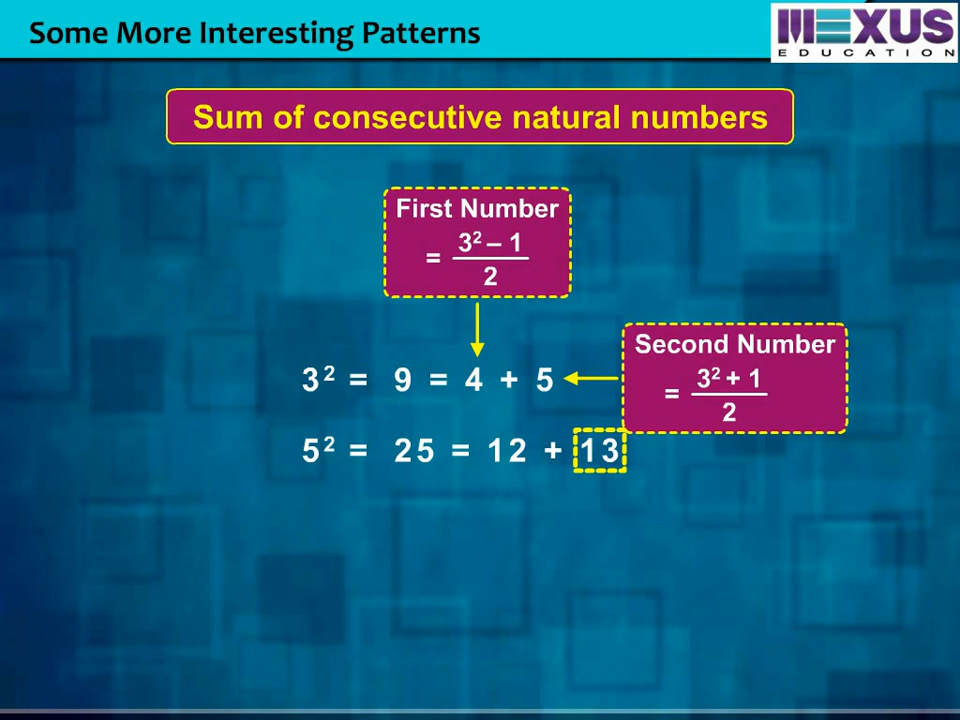 Some More Interesting Patterns
MEXUS
EDUCATION
Sum of consecutive natural numbers
First Number
= 3² – 1
2
Second Number
= 3² + 1
2
3² = 9 = 4 + 5
5² = 25 = 12 + 13